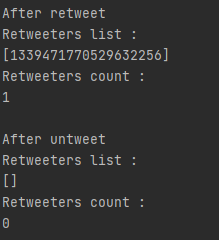 After retweet
Retweeters list :
[1339471770529632256]
Retweeters count :
1
After untweet
Retweeters list :
[]
Retweeters count :
0